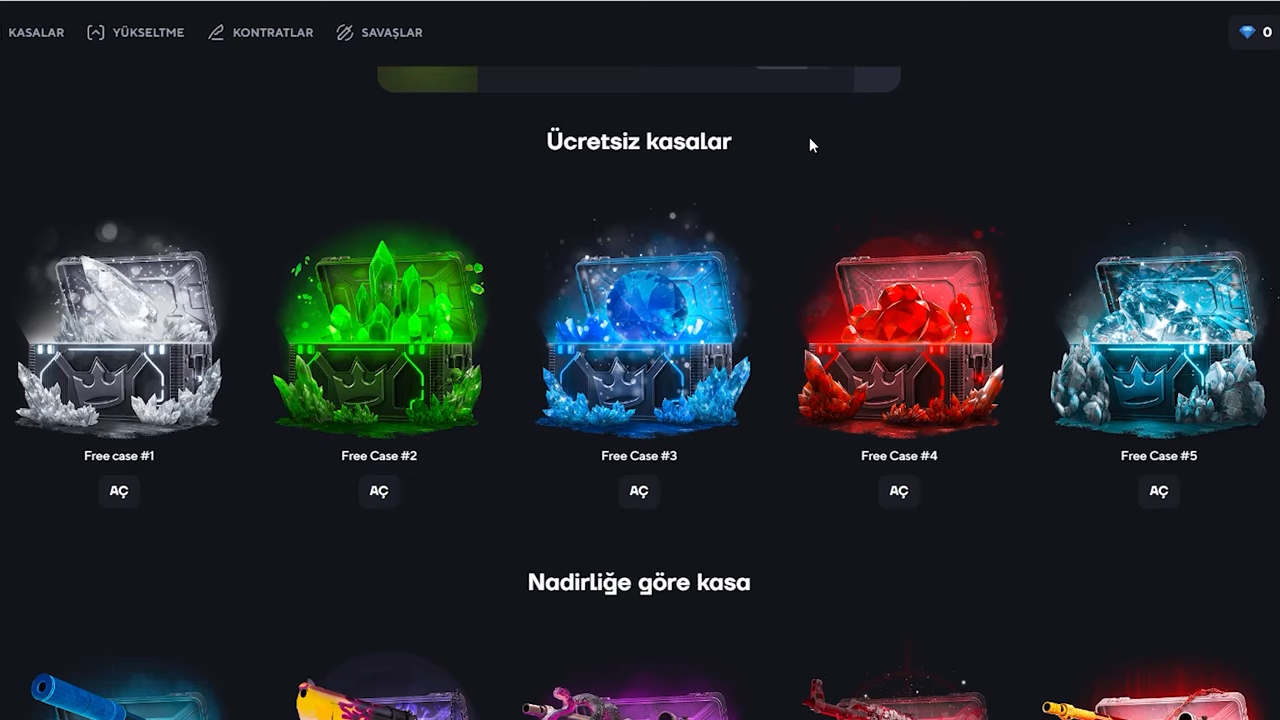 KASALAR
YÜKSELTME
KONTRATLAR
SAVAŞLAR
0
Ücretsiz kasalar
Free case #1
Free Case #2
Free Case #3
Free Case #4
Free Case #5
AÇ
AÇ
AÇ
AÇ
AÇ
Nadirliğe göre kasa